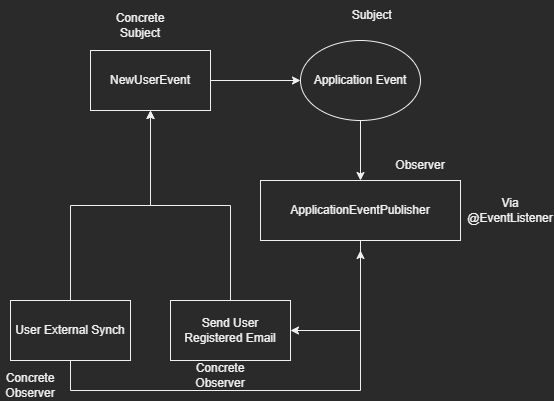 Concrete
Subject
Subject
NewUserEvent
Application Event
Observer
ApplicationEventPublisher
Via
@EventListener
User External Synch
Send User
Registered Email
Concrete
Observer
Concrete
Observer